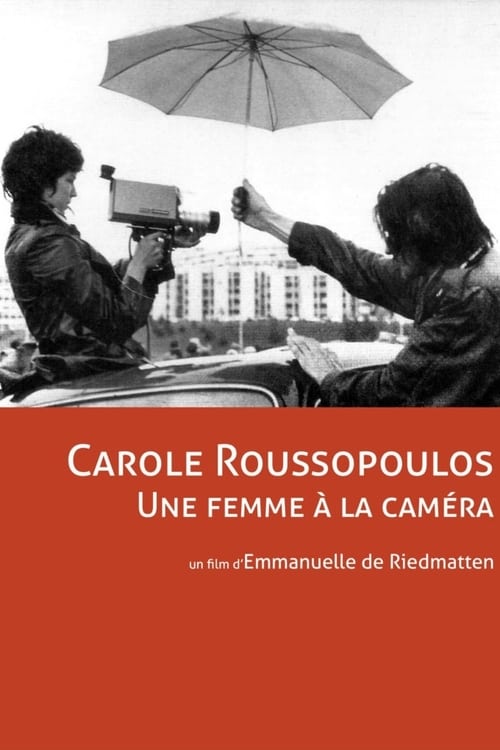 CAROLE ROUSSOPOULOS
UNE FEMME À LA CAMÉRA
un film d'Emmanuelle de Riedmatten